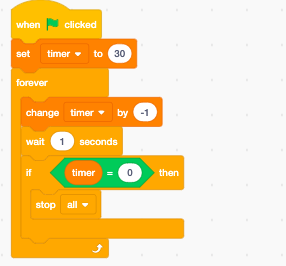 when clicked
set timer to 30
forever
change timer by -1
wait 1 seconds
if timer = 0 then
stop all